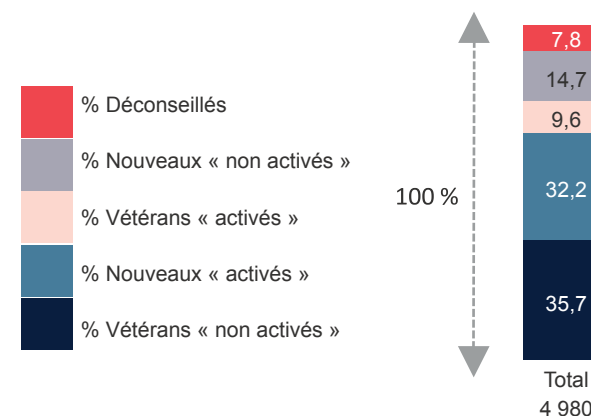 % Déconseillés
% Nouveaux « non activés »
% Vétérans « activés »
% Nouveaux « activés »
% Vétérans « non activés »
100 %
7,8
14,7
9,6
32,2
35,7
Total
4 980